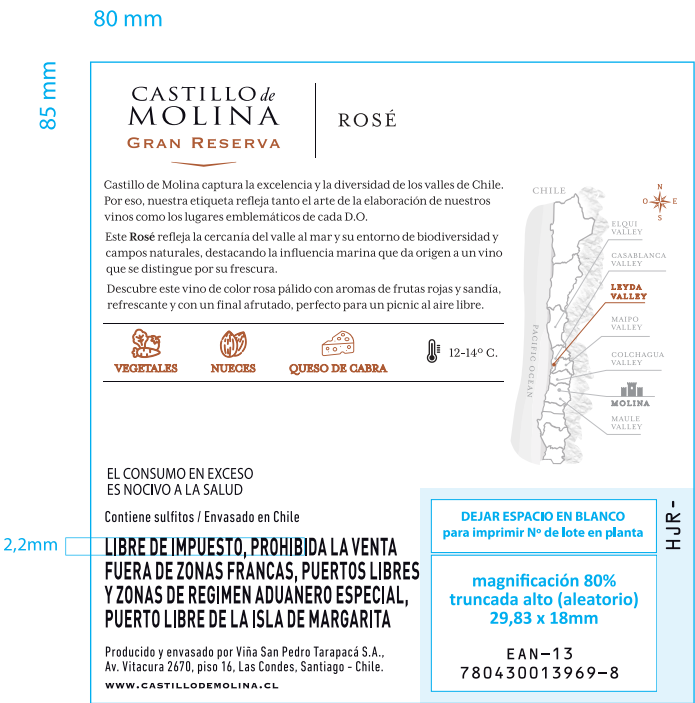 80 mm
85 mm
CASTILLO de
MOLINA
GRAN RESERVA
ROSÉ
Castillo de Molina captura la excelencia y la diversidad de los valles de Chile.
Por eso, nuestra etiqueta refleja tanto el arte de la elaboración de nuestros
vinos como los lugares emblemáticos de cada D.O.
Este Rosé refleja la cercanía del valle al mar y su entorno de biodiversidad y
campos naturales, destacando la influencia marina que da origen a un vino
que se distingue por su frescura.
Descubre este vino de color rosa pálido con aromas de frutas rojas y sandía,
refrescante y con un final afrutado, perfecto para un picnic al aire libre.
VEGETALES
NUECES
QUESO DE CABRA
12-14º C.
CHILE
N
O
E
S
ELQUI
VALLEY
CASABLANCA
VALLEY
LEYDA
VALLEY
MAIPO
VALLEY
COLCHAGUA
VALLEY
MOLINA
MAULE
VALLEY
PACIFIC OCEAN
EL CONSUMO EN EXCESO
ES NOCIVO A LA SALUD
Contiene sulfitos / Envasado en Chile
2,2mm
LIBRE DE IMPUESTO, PROHIBIDA LA VENTA
FUERA DE ZONAS FRANCAS, PUERTOS LIBRES
Y ZONAS DE REGIMEN ADUANERO ESPECIAL,
PUERTO LIBRE DE LA ISLA DE MARGARITA
Producido y envasado por Viña San Pedro Tarapacá S.A.,
Av. Vitacura 2670, piso 16, Las Condes, Santiago - Chile.
WWW.CASTILLODEMOLINA.CL
DEJAR ESPACIO EN BLANCO
para imprimir Nº de lote en planta
HJR-
magnificación 80%
truncada alto (aleatorio)
29,83 x 18mm
EAN-13
780430013969-8